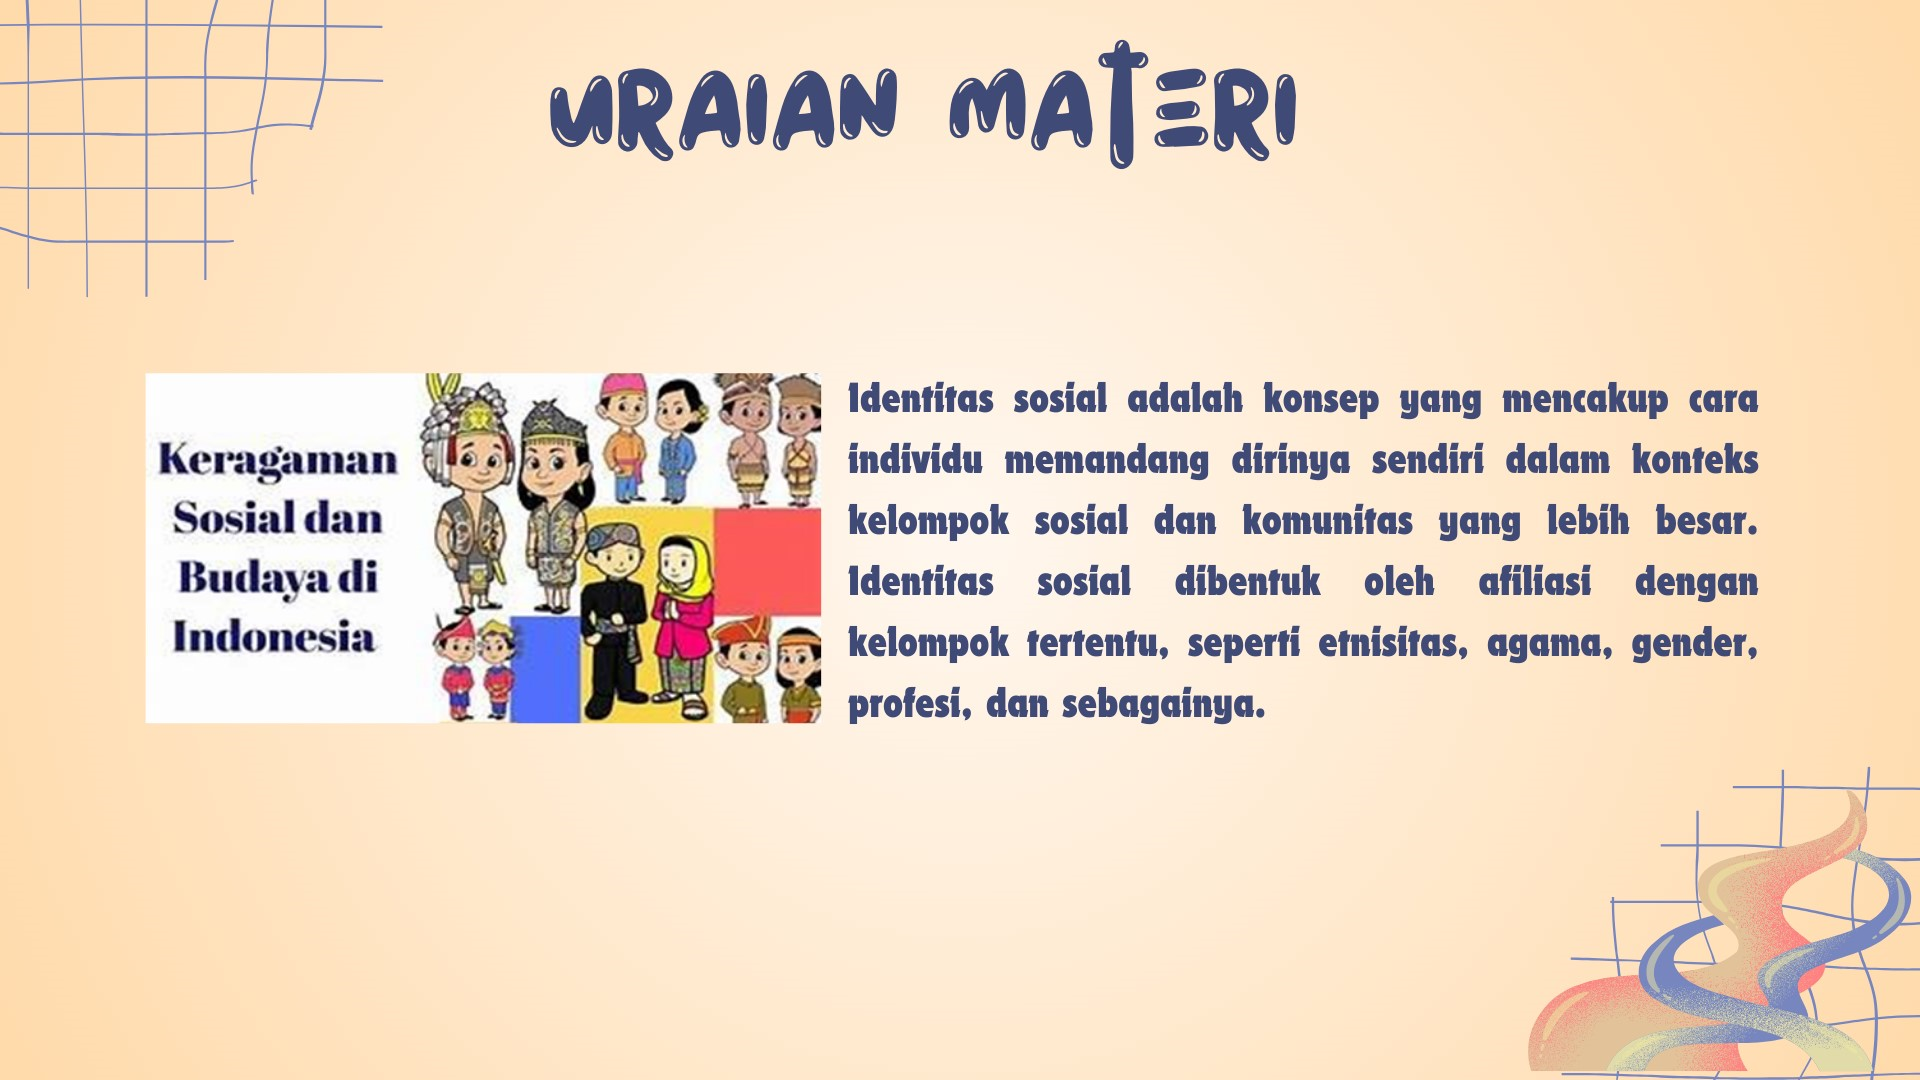 URAIAN MATERI
Keragaman
Sosial dan
Budaya di
Indonesia
Identitas sosial adalah konsep yang mencakup cara
individu memandang dirinya sendiri dalam konteks
kelompok sosial dan komunitas yang lebih besar.
Identitas sosial dibentuk oleh afiliasi dengan
kelompok tertentu, seperti etnisitas, agama, gender,
profesi, dan sebagainya.